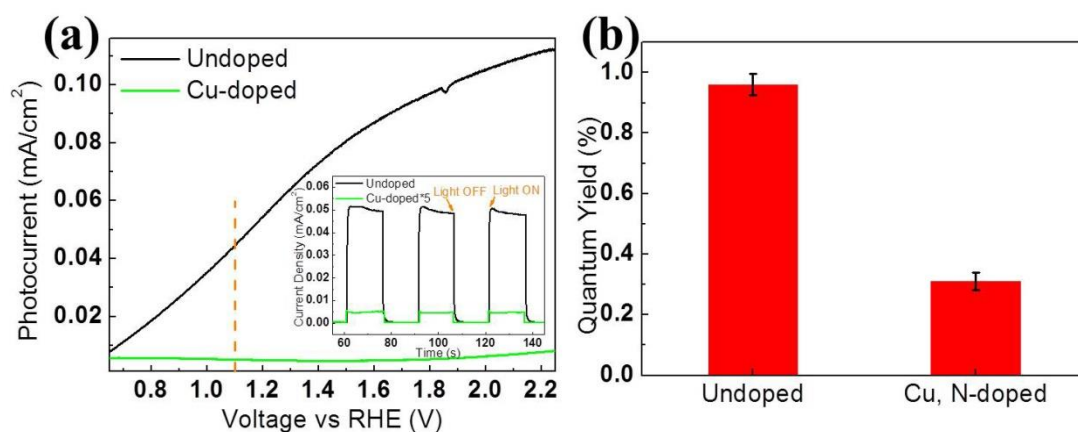 (a)
Undoped
Cu-doped
0.10
0.08
0.06
0.04
0.02
Photocurrent (mA/cm²)
0.8 1.0 1.2 1.4 1.6 1.8 2.0 2.2
Voltage vs RHE (V)
Undoped
Cu-doped*5
Light OFF
Light ON
0.06
0.05
0.04
0.03
0.02
0.01
0.00
Current Density (mA/cm²)
60 80 100 120 140
Time (s)
(b)
1.0
0.8
0.6
0.4
0.2
0.0
Quantum Yield (%)
Undoped Cu, N-doped